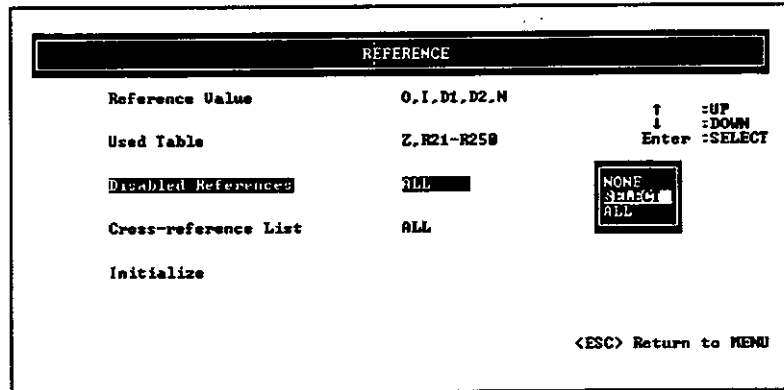 REFERENCE
Reference Value O,I,D1,D2,N
↑ :UP
↓ :DOWN
Used Table Z,R21-R250
Enter :SELECT
Disabled References ALL
NONE
SELECT
ALL
Cross-reference List ALL
Initialize
<ESC> Return to MENU